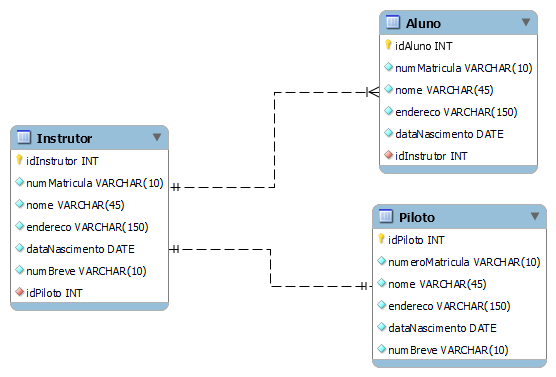 Aluno
idAluno INT
numMatricula VARCHAR(10)
nome VARCHAR(45)
endereco VARCHAR(150)
dataNascimento DATE
idInstrutor INT
Instrutor
idInstrutor INT
numMatricula VARCHAR(10)
nome VARCHAR(45)
endereco VARCHAR(150)
dataNascimento DATE
numBreve VARCHAR(10)
idPiloto INT
Piloto
idPiloto INT
numeroMatricula VARCHAR(10)
nome VARCHAR(45)
endereco VARCHAR(150)
dataNascimento DATE
numBreve VARCHAR(10)